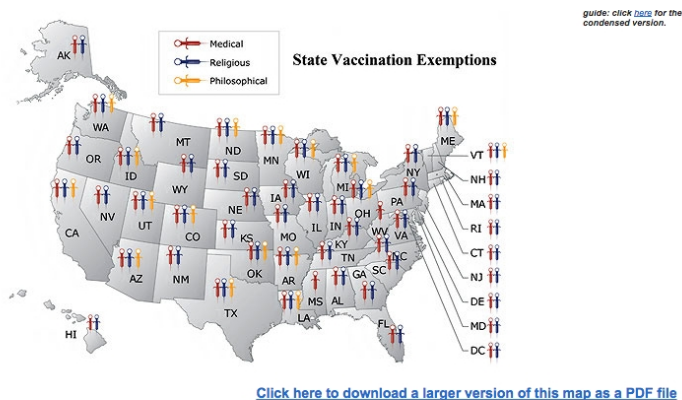 guide: click here for the
condensed version.
State Vaccination Exemptions
Medical
Religious
Philosophical
AK
WA
MT
ND
MN
ME
OR
ID
SD
WI
MI
NY
VT
WY
NH
NV
NE
IA
PA
MA
UT
CO
IL
IN
OH
RI
CA
KS
MO
KY
WV
VA
CT
NJ
AZ
NM
OK
AR
TN
NC
SC
DE
TX
LA
MS
AL
GA
MD
HI
FL
DC
Click here to download a larger version of this map as a PDF file